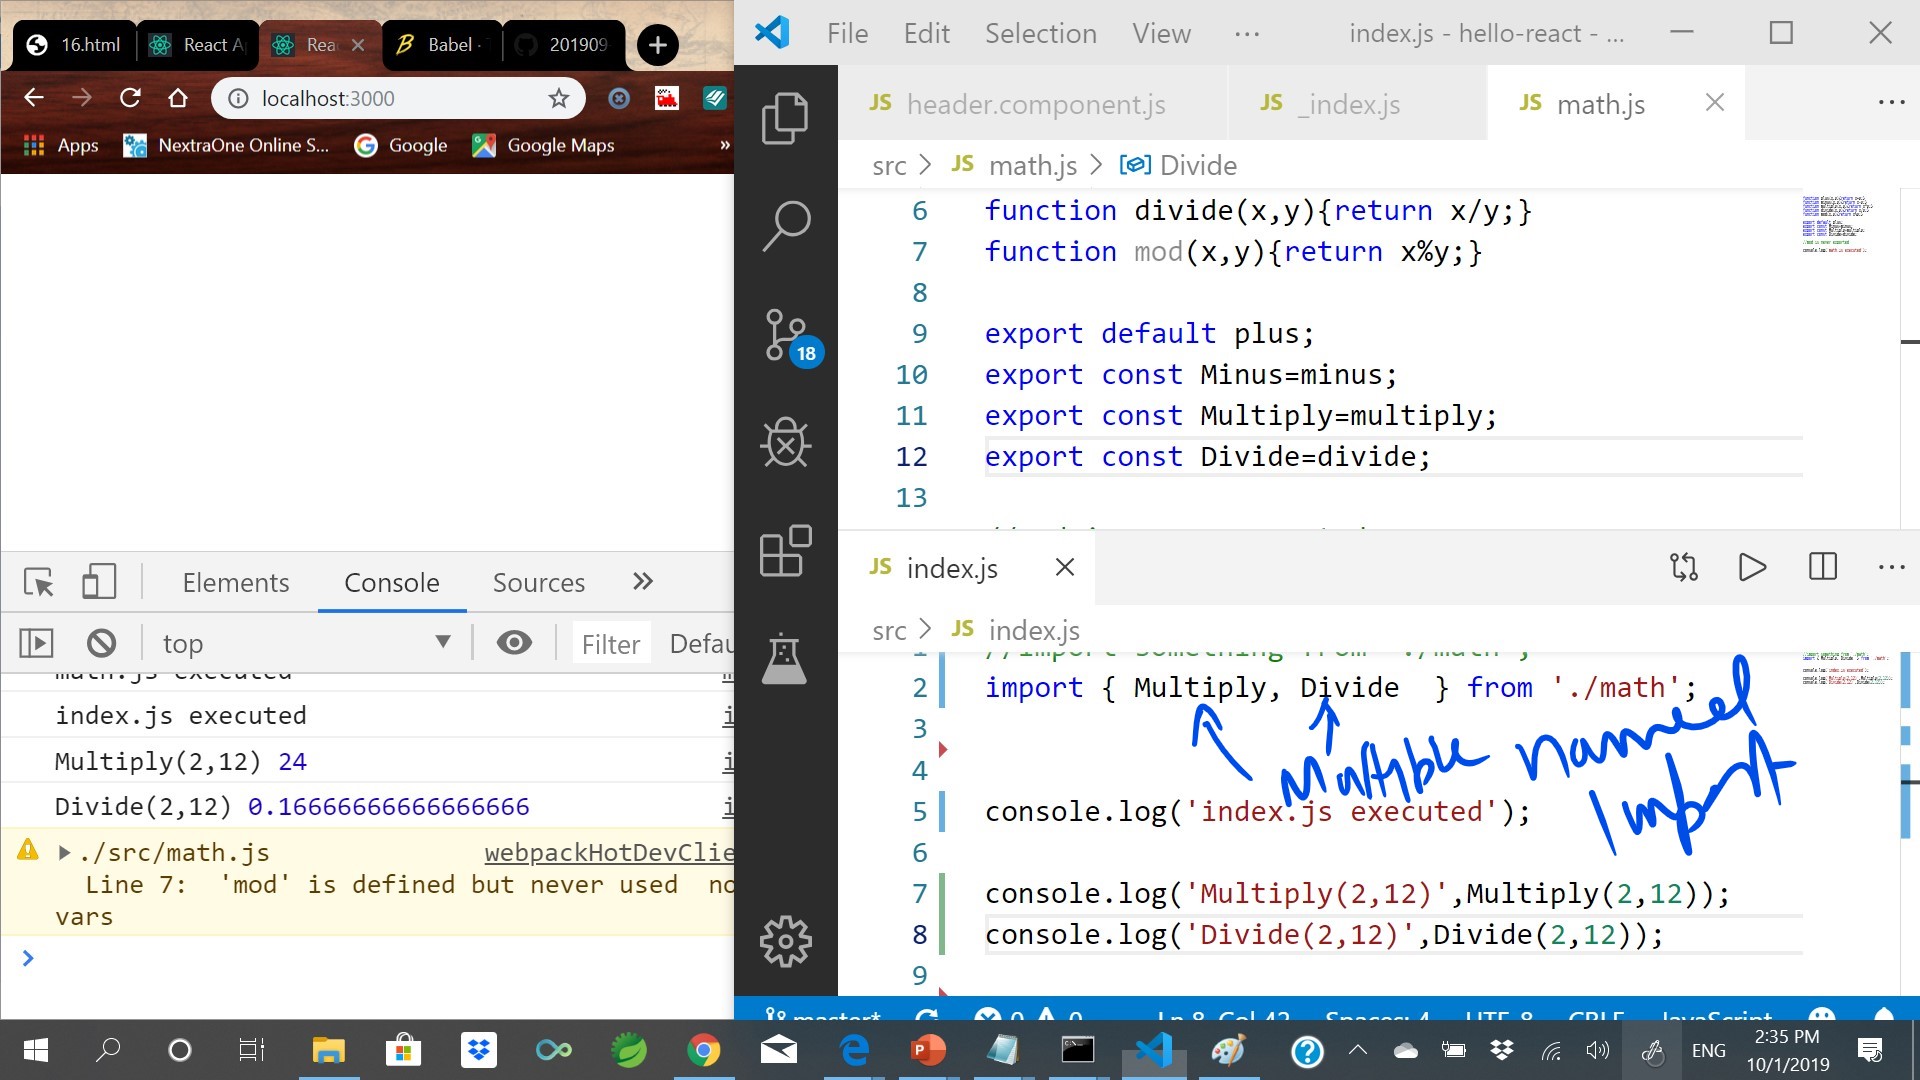 16.html
React A
Rea
Babel ·
201909
localhost:3000
Apps
NextraOne Online S...
Google
Google Maps
»
Elements
Console
Sources
top
Filter
Defau
math.js executed
index.js executed
Multiply(2,12) 24
Divide(2,12) 0.16666666666666666
./src/math.js
webpackHotDevClie
Line 7:  'mod' is defined but never used  no
vars
File
Edit
Selection
View
···
index.js - hello-react - ...
JS header.component.js
JS _index.js
JS math.js
src > JS math.js > Divide
18
6 function divide(x,y){return x/y;}
7 function mod(x,y){return x%y;}
8
9 export default plus;
10 export const Minus=minus;
11 export const Multiply=multiply;
12 export const Divide=divide;
13
JS index.js
src > JS index.js
1 //import something from './math';
2 import { Multiply, Divide  } from './math';
3
4
Multiple named
Import
5 console.log('index.js executed');
6
7 console.log('Multiply(2,12)',Multiply(2,12));
8 console.log('Divide(2,12)',Divide(2,12));
9
master*
0
0
Ln 8, Col 42
Spaces: 4
UTF-8
CRLF
JavaScript
ENG
2:35 PM
10/1/2019